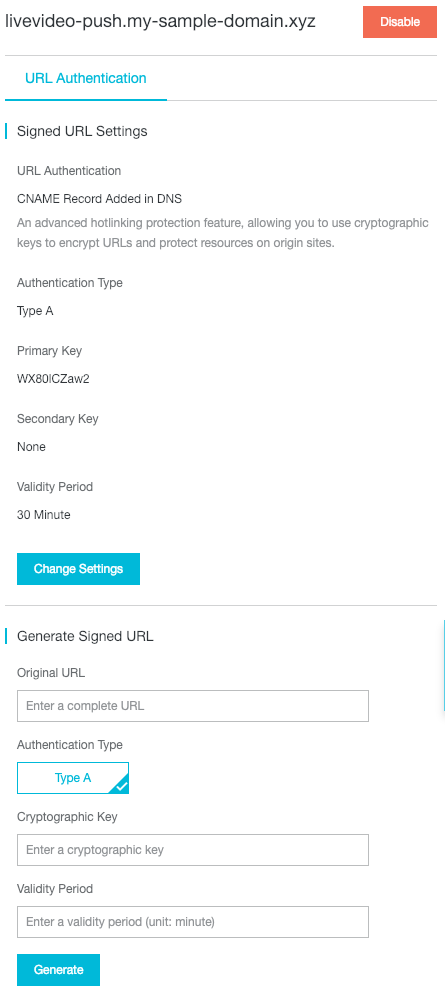 livevideo-push.my-sample-domain.xyz
Disable
URL Authentication
Signed URL Settings
URL Authentication
CNAME Record Added in DNS
An advanced hotlinking protection feature, allowing you to use cryptographic
keys to encrypt URLs and protect resources on origin sites.
Authentication Type
Type A
Primary Key
WX80lCZaw2
Secondary Key
None
Validity Period
30 Minute
Change Settings
Generate Signed URL
Original URL
Enter a complete URL
Authentication Type
Type A
Cryptographic Key
Enter a cryptographic key
Validity Period
Enter a validity period (unit: minute)
Generate